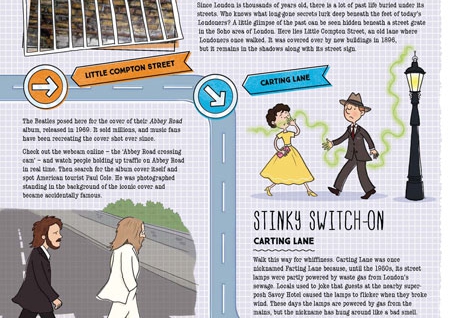 Since London is thousands of years old, there is a lot of past life buried under its
streets. Who knows what long-gone secrets lurk deep beneath the feet of today's
Londoners? A little glimpse of the past can be seen hidden beneath a street grate
in the Soho area of London. Here lies Little Compton Street, an old lane where
Londoners once walked. It was covered over by new buildings in 1896,
but it remains in the shadows along with its street sign.
LITTLE COMPTON STREET
CARTING LANE
The Beatles posed here for the cover of their Abbey Road
album, released in 1969. It sold millions, and music fans
have been recreating the cover shot ever since.
Check out the webcam online – the 'Abbey Road crossing
cam' – and watch people holding up traffic on Abbey Road
in real time. Then search for the album cover itself and
spot American tourist Paul Cole. He was photographed
standing in the background of the iconic cover and
became accidentally famous.
STINKY SWITCH-ON
CARTING LANE
Walk this way for whiffiness. Carting Lane was once
nicknamed Farting Lane because, until the 1950s, its street
lamps were partly powered by waste gas from London's
sewage. Locals used to joke that guests at the nearby super-
posh Savoy Hotel caused the lamps to flicker when they broke
wind. These days the lamps are powered by gas from the
mains, but the nickname has hung around like a bad smell.